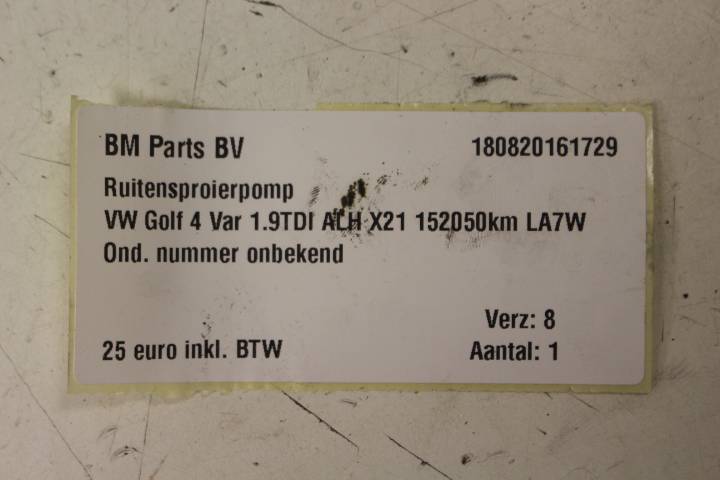 BM Parts BV 180820161729
Ruitensproierpomp
VW Golf 4 Var 1.9TDI ALH X21 152050km LA7W
Ond. nummer onbekend
Verz: 8
25 euro inkl. BTW Aantal: 1